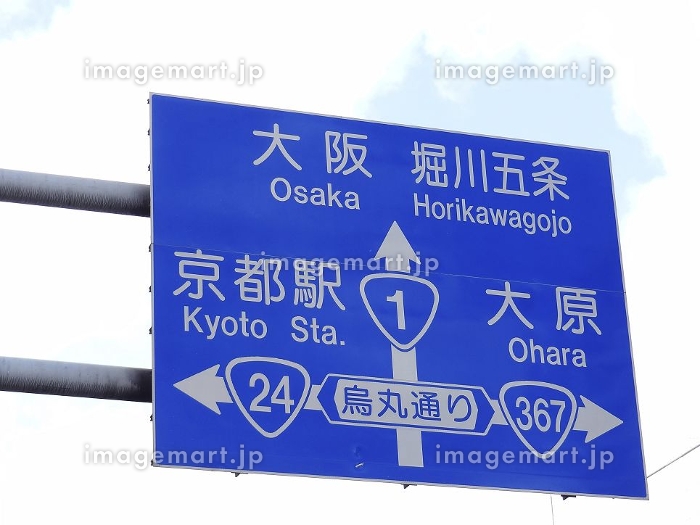 imagemart.jp imagemart.jp
大阪 堀川五条
Osaka Horikawagojo
imagemart.jp
京都駅 1 大原
Kyoto Sta. Ohara
24 烏丸通り 367
imagemart.jp imagemart.jp